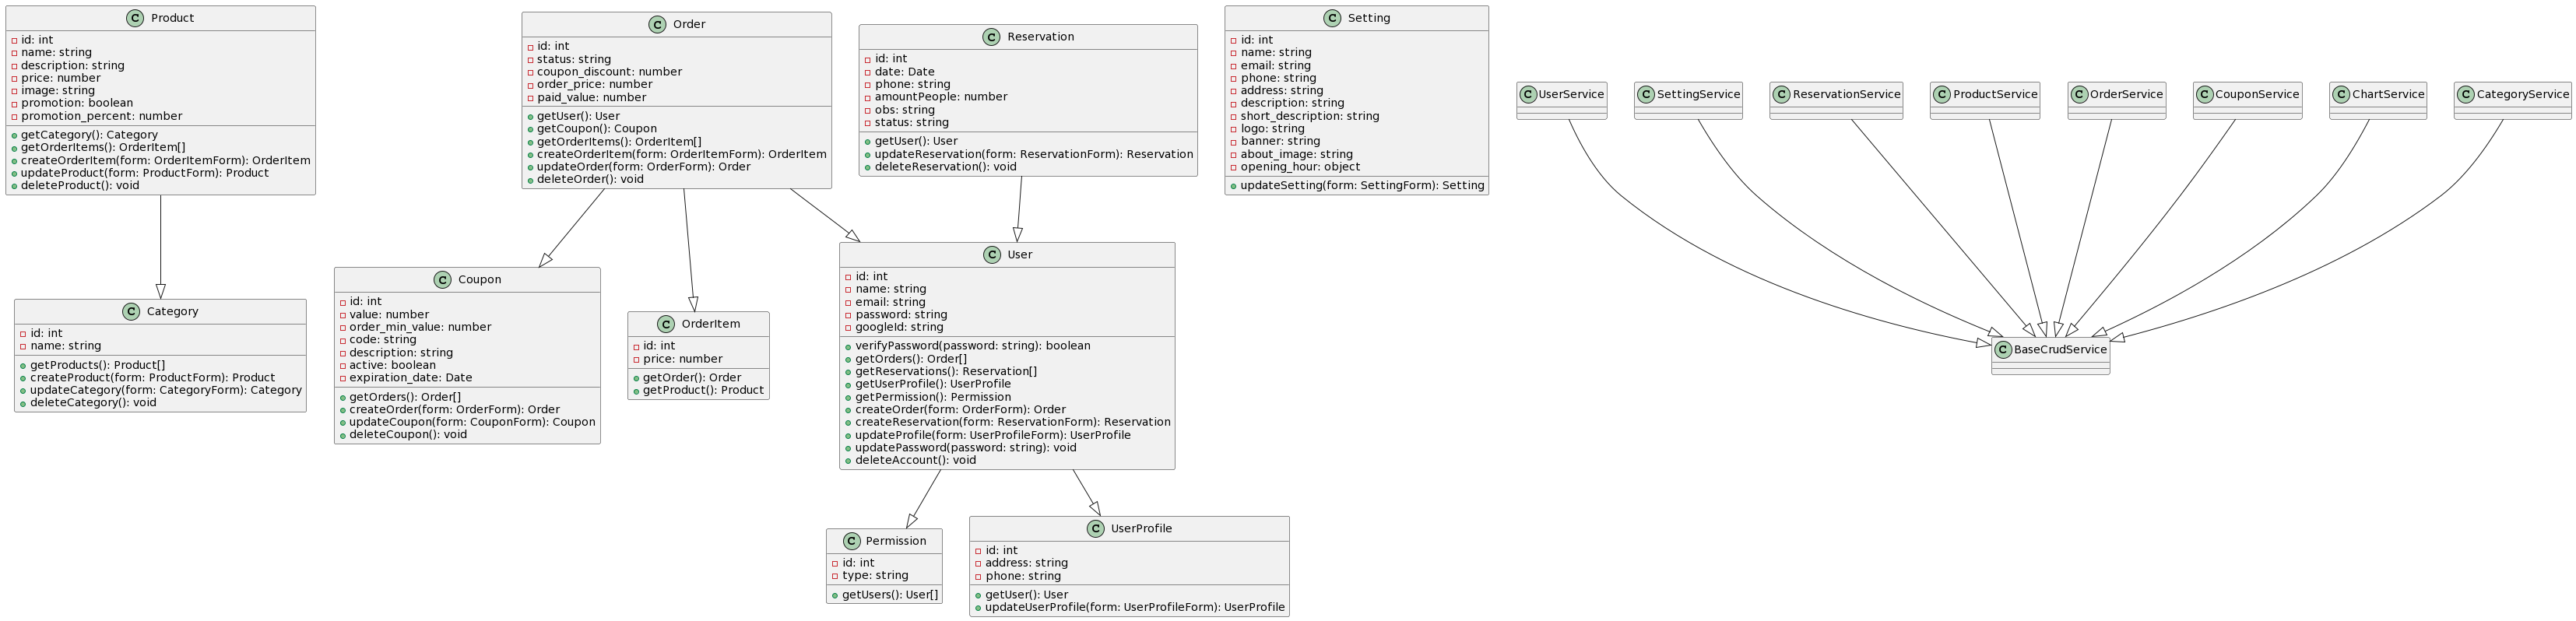 Product
id: int
name: string
description: string
price: number
image: string
promotion: boolean
promotion_percent: number
getCategory(): Category
getOrderItems(): OrderItem[]
createOrderItem(form: OrderItemForm): OrderItem
updateProduct(form: ProductForm): Product
deleteProduct(): void
Order
id: int
status: string
coupon_discount: number
order_price: number
paid_value: number
getUser(): User
getCoupon(): Coupon
getOrderItems(): OrderItem[]
createOrderItem(form: OrderItemForm): OrderItem
updateOrder(form: OrderForm): Order
deleteOrder(): void
Reservation
id: int
date: Date
phone: string
amountPeople: number
obs: string
status: string
getUser(): User
updateReservation(form: ReservationForm): Reservation
deleteReservation(): void
Setting
id: int
name: string
email: string
phone: string
address: string
description: string
short_description: string
logo: string
banner: string
about_image: string
opening_hour: object
updateSetting(form: SettingForm): Setting
C UserService
C SettingService
C ReservationService
C ProductService
C OrderService
C CouponService
C ChartService
C CategoryService
C Category
id: int
name: string
getProducts(): Product[]
createProduct(form: ProductForm): Product
updateCategory(form: CategoryForm): Category
deleteCategory(): void
C Coupon
id: int
value: number
order_min_value: number
code: string
description: string
active: boolean
expiration_date: Date
getOrders(): Order[]
createOrder(form: OrderForm): Order
updateCoupon(form: CouponForm): Coupon
deleteCoupon(): void
C OrderItem
id: int
price: number
getOrder(): Order
getProduct(): Product
C User
id: int
name: string
email: string
password: string
googleId: string
verifyPassword(password: string): boolean
getOrders(): Order[]
getReservations(): Reservation[]
getUserProfile(): UserProfile
getPermission(): Permission
createOrder(form: OrderForm): Order
createReservation(form: ReservationForm): Reservation
updateProfile(form: UserProfileForm): UserProfile
updatePassword(password: string): void
deleteAccount(): void
C BaseCrudService
C Permission
id: int
type: string
getUsers(): User[]
C UserProfile
id: int
address: string
phone: string
getUser(): User
updateUserProfile(form: UserProfileForm): UserProfile